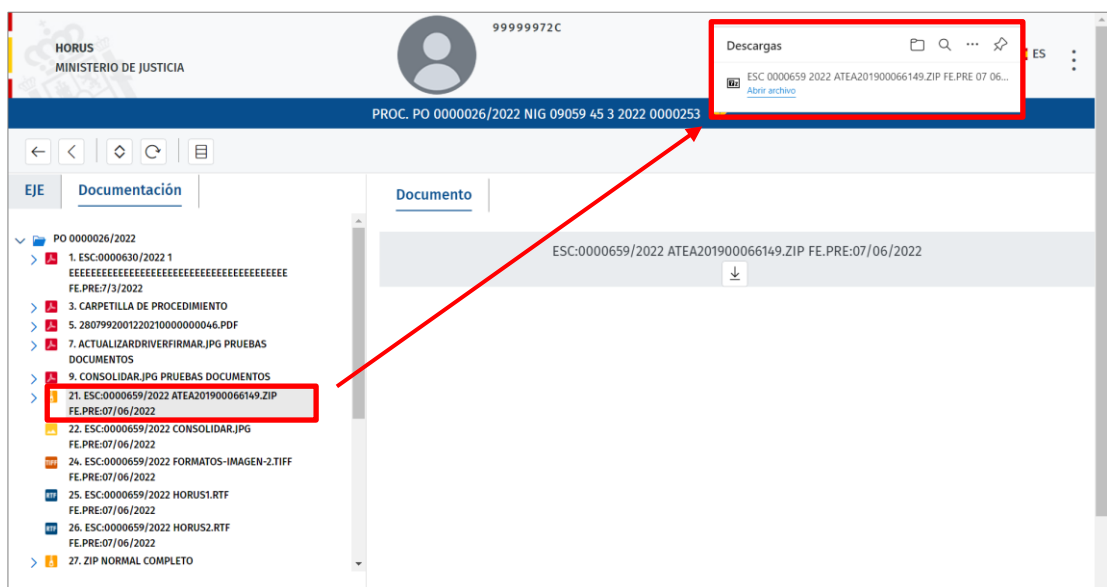 HORUS
MINISTERIO DE JUSTICIA
99999972C
Descargas
ES
ESC 0000659 2022 ATEA201900066149.ZIP FE.PRE 07 06...
Abrir archivo
PROC. PO 0000026/2022 NIG 09059 45 3 2022 0000253
EJE
Documentación
Documento
PO 0000026/2022
1. ESC:0000630/2022 1
EEEEEEEEEEEEEEEEEEEEEEEEEEEEEEEEEEEEEEEE
FE.PRE:7/3/2022
3. CARPETILLA DE PROCEDIMIENTO
5. 2807992001220210000000046.PDF
7. ACTUALIZARDRIVERFIRMAR.JPG PRUEBAS
DOCUMENTOS
9. CONSOLIDAR.JPG PRUEBAS DOCUMENTOS
21. ESC:0000659/2022 ATEA201900066149.ZIP
FE.PRE:07/06/2022
22. ESC:0000659/2022 CONSOLIDAR.JPG
FE.PRE:07/06/2022
TIFF
24. ESC:0000659/2022 FORMATOS-IMAGEN-2.TIFF
FE.PRE:07/06/2022
RTF
25. ESC:0000659/2022 HORUS1.RTF
FE.PRE:07/06/2022
RTF
26. ESC:0000659/2022 HORUS2.RTF
FE.PRE:07/06/2022
27. ZIP NORMAL COMPLETO
ESC:0000659/2022 ATEA201900066149.ZIP FE.PRE:07/06/2022